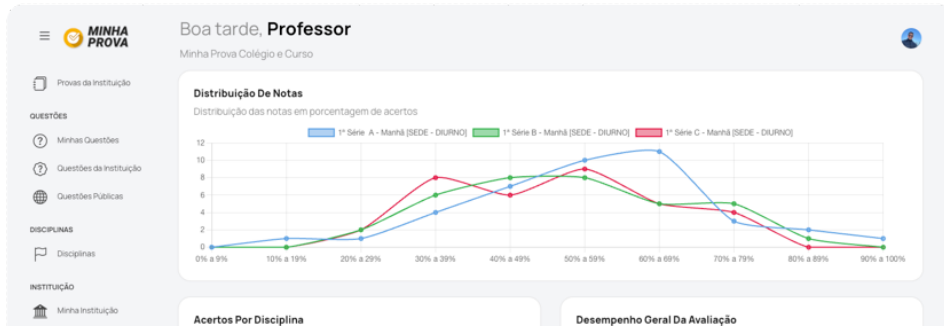 MINHA
PROVA
Boa tarde, Professor
Minha Prova Colégio e Curso
Provas da Instituição
QUESTÕES
Minhas Questões
Questões da Instituição
Questões Públicas
DISCIPLINAS
Disciplinas
INSTITUIÇÃO
Minha Instituição
Distribuição De Notas
Distribuição das notas em porcentagem de acertos
1ª Série A - Manhã [SEDE - DIURNO] 1ª Série B - Manhã [SEDE - DIURNO] 1ª Série C - Manhã [SEDE - DIURNO]
12
10
8
6
4
2
0
0% a 9% 10% a 19% 20% a 29% 30% a 39% 40% a 49% 50% a 59% 60% a 69% 70% a 79% 80% a 89% 90% a 100%
Acertos Por Disciplina
Desempenho Geral Da Avaliação